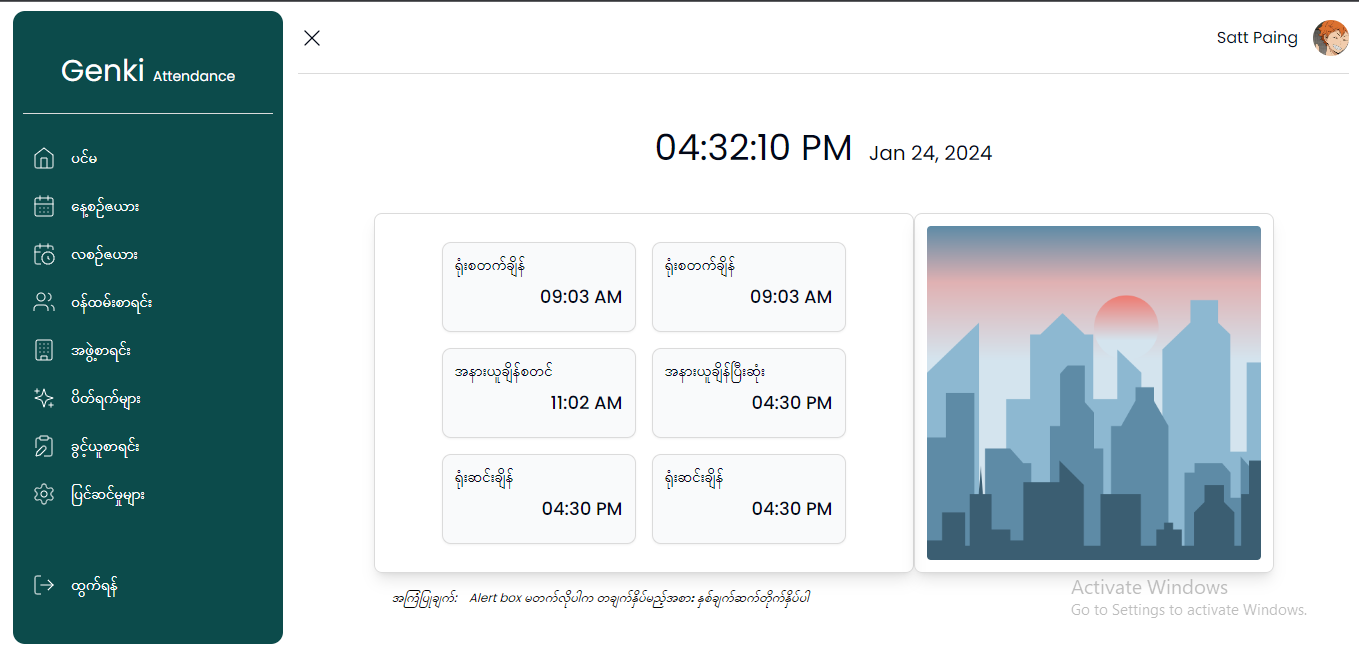 Genki Attendance
ပင်မ
နေ့စဉ်ဇယား
လစဉ်ဇယား
ဝန်ထမ်းစာရင်း
အဖွဲ့စာရင်း
ပိတ်ရက်များ
ခွင့်ယူစာရင်း
ပြင်ဆင်မှုများ
ထွက်ရန်
Satt Paing
04:32:10 PM Jan 24, 2024
ရုံးစတက်ချိန်
09:03 AM
ရုံးစတက်ချိန်
09:03 AM
အနားယူချိန်စတင်
11:02 AM
အနားယူချိန်ပြီးဆုံး
04:30 PM
ရုံးဆင်းချိန်
04:30 PM
ရုံးဆင်းချိန်
04:30 PM
အကြံပြုချက်: Alert box မတက်လိုပါက တချက်နှိပ်မည့်အစား နှစ်ချက်ဆက်တိုက်နှိပ်ပါ
Activate Windows
Go to Settings to activate Windows.